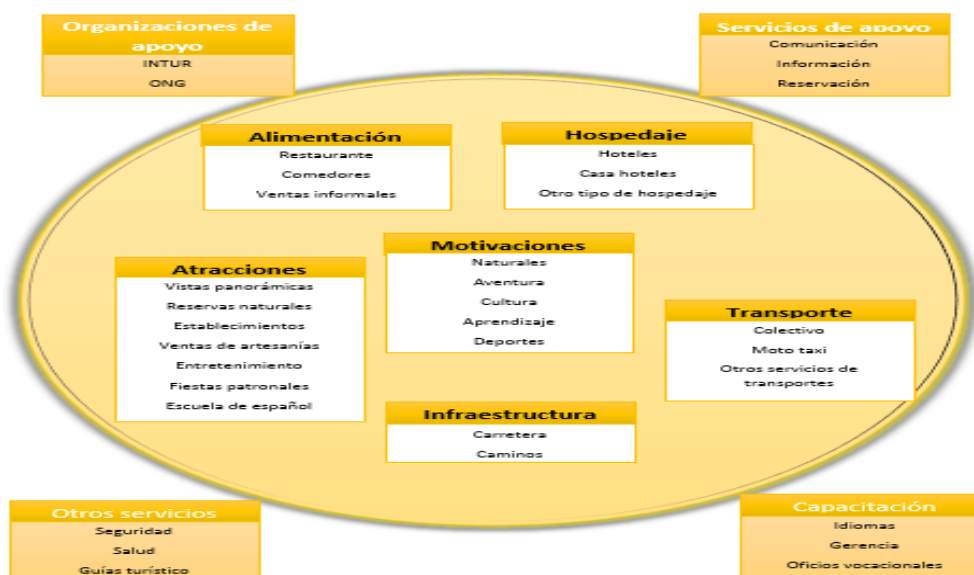 Organizaciones de
apoyo
INTUR
ONG
Servicios de apoyo
Comunicación
Información
Reservación
Alimentación
Restaurante
Comedores
Ventas informales
Hospedaje
Hoteles
Casa hoteles
Otro tipo de hospedaje
Motivaciones
Naturales
Aventura
Cultura
Aprendizaje
Deportes
Atracciones
Vistas panorámicas
Reservas naturales
Establecimientos
Ventas de artesanías
Entretenimiento
Fiestas patronales
Escuela de español
Transporte
Colectivo
Moto taxi
Otros servicios de
transportes
Infraestructura
Carretera
Caminos
Otros servicios
Seguridad
Salud
Guías turístico
Capacitación
Idiomas
Gerencia
Oficios vocacionales